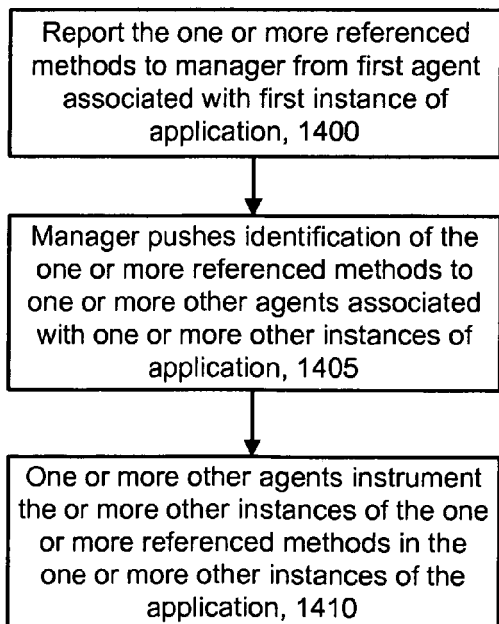 Report the one or more referenced
methods to manager from first agent
associated with first instance of
application, 1400
Manager pushes identification of the
one or more referenced methods to
one or more other agents associated
with one or more other instances of
application, 1405
One or more other agents instrument
the or more other instances of the one
or more referenced methods in the
one or more other instances of the
application, 1410